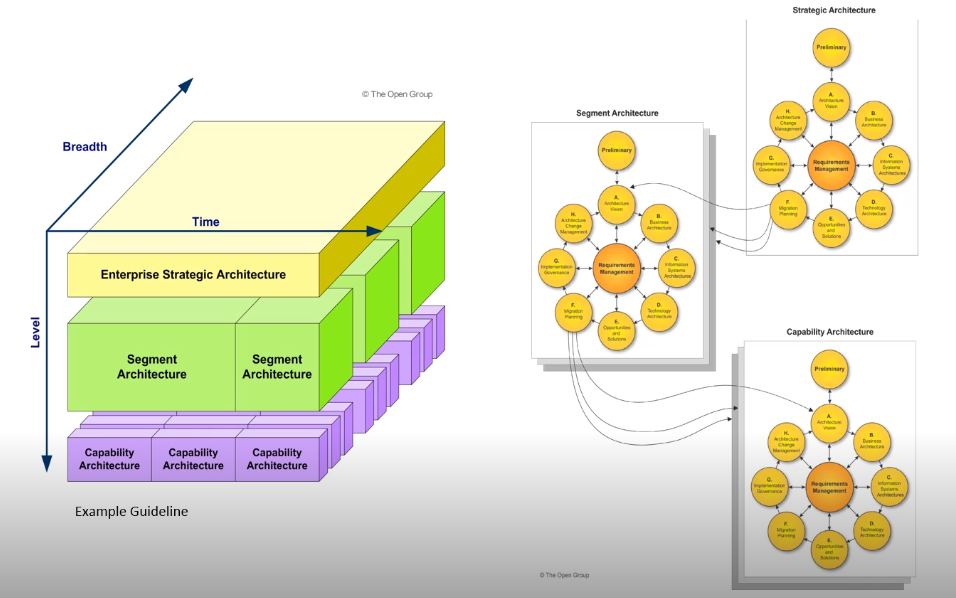 © The Open Group
Breadth
Time
Level
Enterprise Strategic Architecture
Segment
Architecture
Segment
Architecture
Capability
Architecture
Capability
Architecture
Capability
Architecture
Example Guideline
Strategic Architecture
Preliminary
A.
Architecture
Vision
B.
Business
Architecture
C.
Information
Systems
Architectures
D.
Technology
Architecture
E.
Opportunities
and
Solutions
F.
Migration
Planning
G.
Implementation
Governance
H.
Architecture
Change
Management
Requirements
Management
Segment Architecture
Preliminary
A.
Architecture
Vision
B.
Business
Architecture
C.
Information
Systems
Architectures
D.
Technology
Architecture
E.
Opportunities
and
Solutions
F.
Migration
Planning
G.
Implementation
Governance
H.
Architecture
Change
Management
Requirements
Management
Capability Architecture
Preliminary
A.
Architecture
Vision
B.
Business
Architecture
C.
Information
Systems
Architectures
D.
Technology
Architecture
E.
Opportunities
and
Solutions
F.
Migration
Planning
G.
Implementation
Governance
H.
Architecture
Change
Management
Requirements
Management
© The Open Group